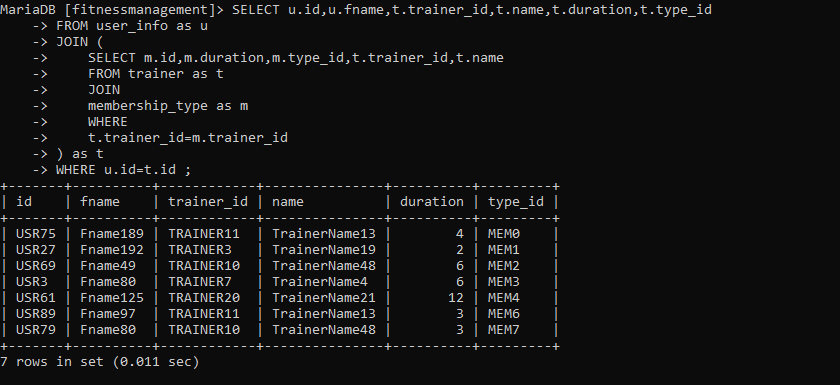 MariaDB [fitnessmanagement]> SELECT u.id,u.fname,t.trainer_id,t.name,t.duration,t.type_id
    -> FROM user_info as u
    -> JOIN (
    ->     SELECT m.id,m.duration,m.type_id,t.trainer_id,t.name
    ->     FROM trainer as t
    ->     JOIN
    ->     membership_type as m
    ->     WHERE
    ->     t.trainer_id=m.trainer_id
    -> ) as t
    -> WHERE u.id=t.id ;
+-------+----------+------------+---------------+----------+---------+
| id    | fname    | trainer_id | name          | duration | type_id |
+-------+----------+------------+---------------+----------+---------+
| USR75 | Fname189 | TRAINER11  | TrainerName13 |        4 | MEM0    |
| USR27 | Fname192 | TRAINER3   | TrainerName19 |        2 | MEM1    |
| USR69 | Fname49  | TRAINER10  | TrainerName48 |        6 | MEM2    |
| USR3  | Fname80  | TRAINER7   | TrainerName4  |        6 | MEM3    |
| USR61 | Fname125 | TRAINER20  | TrainerName21 |       12 | MEM4    |
| USR89 | Fname97  | TRAINER11  | TrainerName13 |        3 | MEM6    |
| USR79 | Fname80  | TRAINER10  | TrainerName48 |        3 | MEM7    |
+-------+----------+------------+---------------+----------+---------+
7 rows in set (0.011 sec)